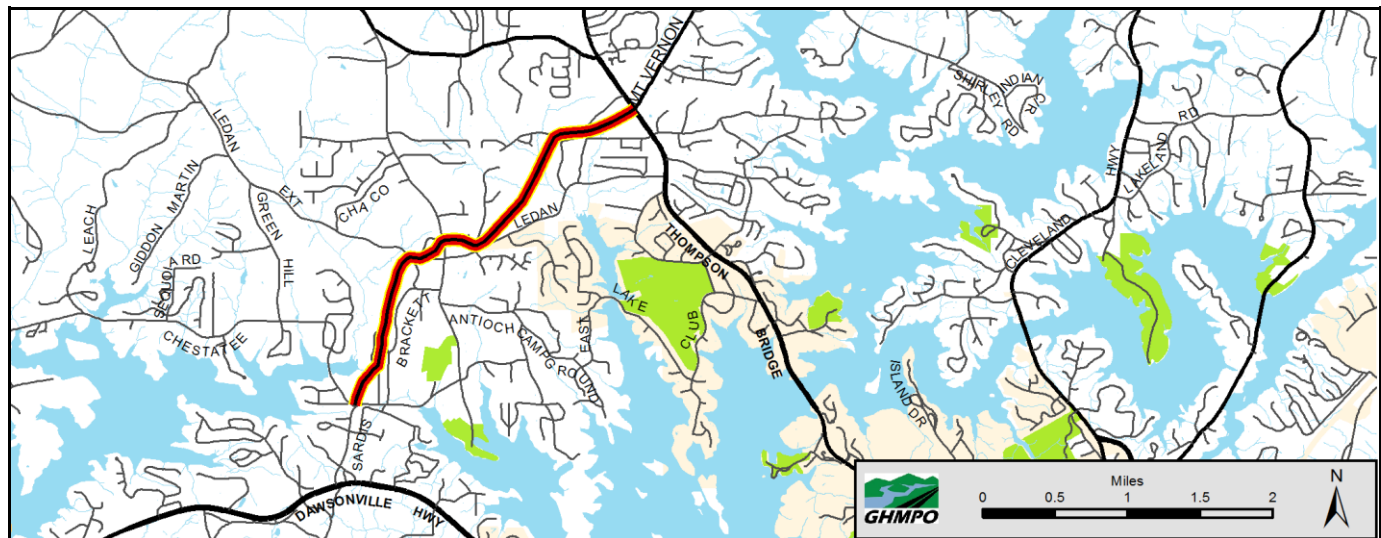 MT VERNON
SHIRLEY RD
INDIAN CR
LEDAN
EXT
GIDDON MARTIN
CHA CO
GREEN
HILL
LEACH
SEQUOIA RD
CHESTATEE
LEDAN
THOMPSON
BRIDGE
LAKE
CLUB
EAST
BRACKETT
ANTIOCH CAMPGROUND
SARDIS
DAWSONVILLE HWY
ISLAND DR
CLEVELAND
HWY
LAKELAND
RD
GHMPO
Miles
0 0.5 1 1.5 2
N